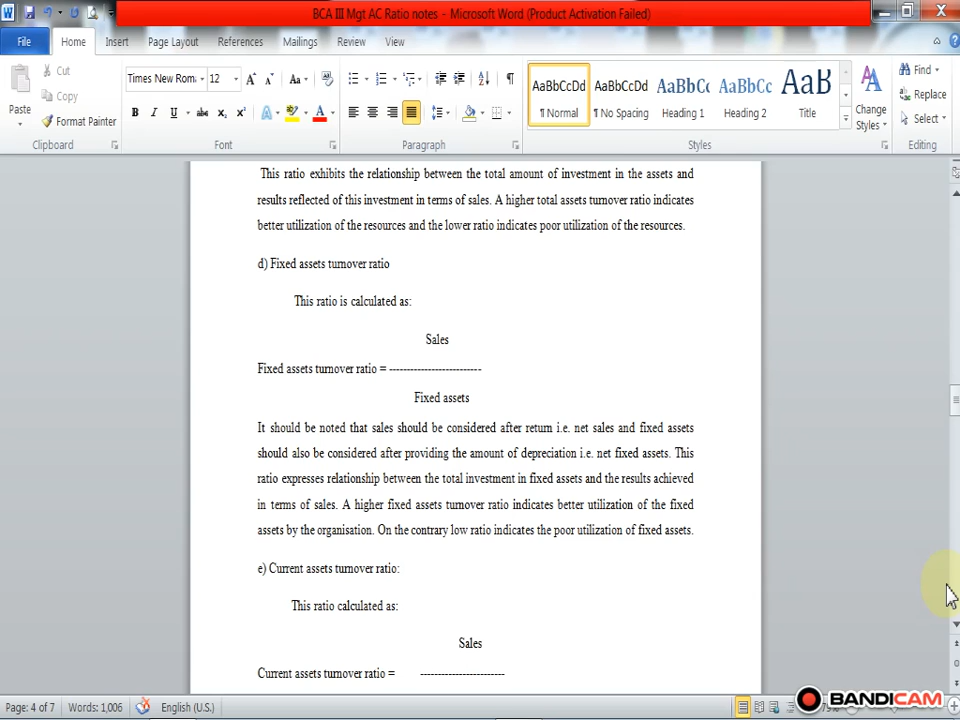 BCA III Mgt AC Ratio notes - Microsoft Word (Product Activation Failed)
File Home Insert Page Layout References Mailings Review View
Paste
Cut
Copy
Format Painter
Clipboard
Times New Rom 12
Font
Paragraph
AaBbCcDd AaBbCcDd AaBbCc AaBbCc AaB
¶ Normal ¶ No Spacing Heading 1 Heading 2 Title
Change Styles
Styles
Find
Replace
Select
Editing
This ratio exhibits the relationship between the total amount of investment in the assets and
results reflected of this investment in terms of sales. A higher total assets turnover ratio indicates
better utilization of the resources and the lower ratio indicates poor utilization of the resources.
d) Fixed assets turnover ratio
This ratio is calculated as:
Sales
Fixed assets turnover ratio = --------------------------
Fixed assets
It should be noted that sales should be considered after return i.e. net sales and fixed assets
should also be considered after providing the amount of depreciation i.e. net fixed assets. This
ratio expresses relationship between the total investment in fixed assets and the results achieved
in terms of sales. A higher fixed assets turnover ratio indicates better utilization of the fixed
assets by the organisation. On the contrary low ratio indicates the poor utilization of fixed assets.
e) Current assets turnover ratio:
This ratio calculated as:
Sales
Current assets turnover ratio = ------------------------
Page: 4 of 7 Words: 1,006 English (U.S.)
BANDICAM